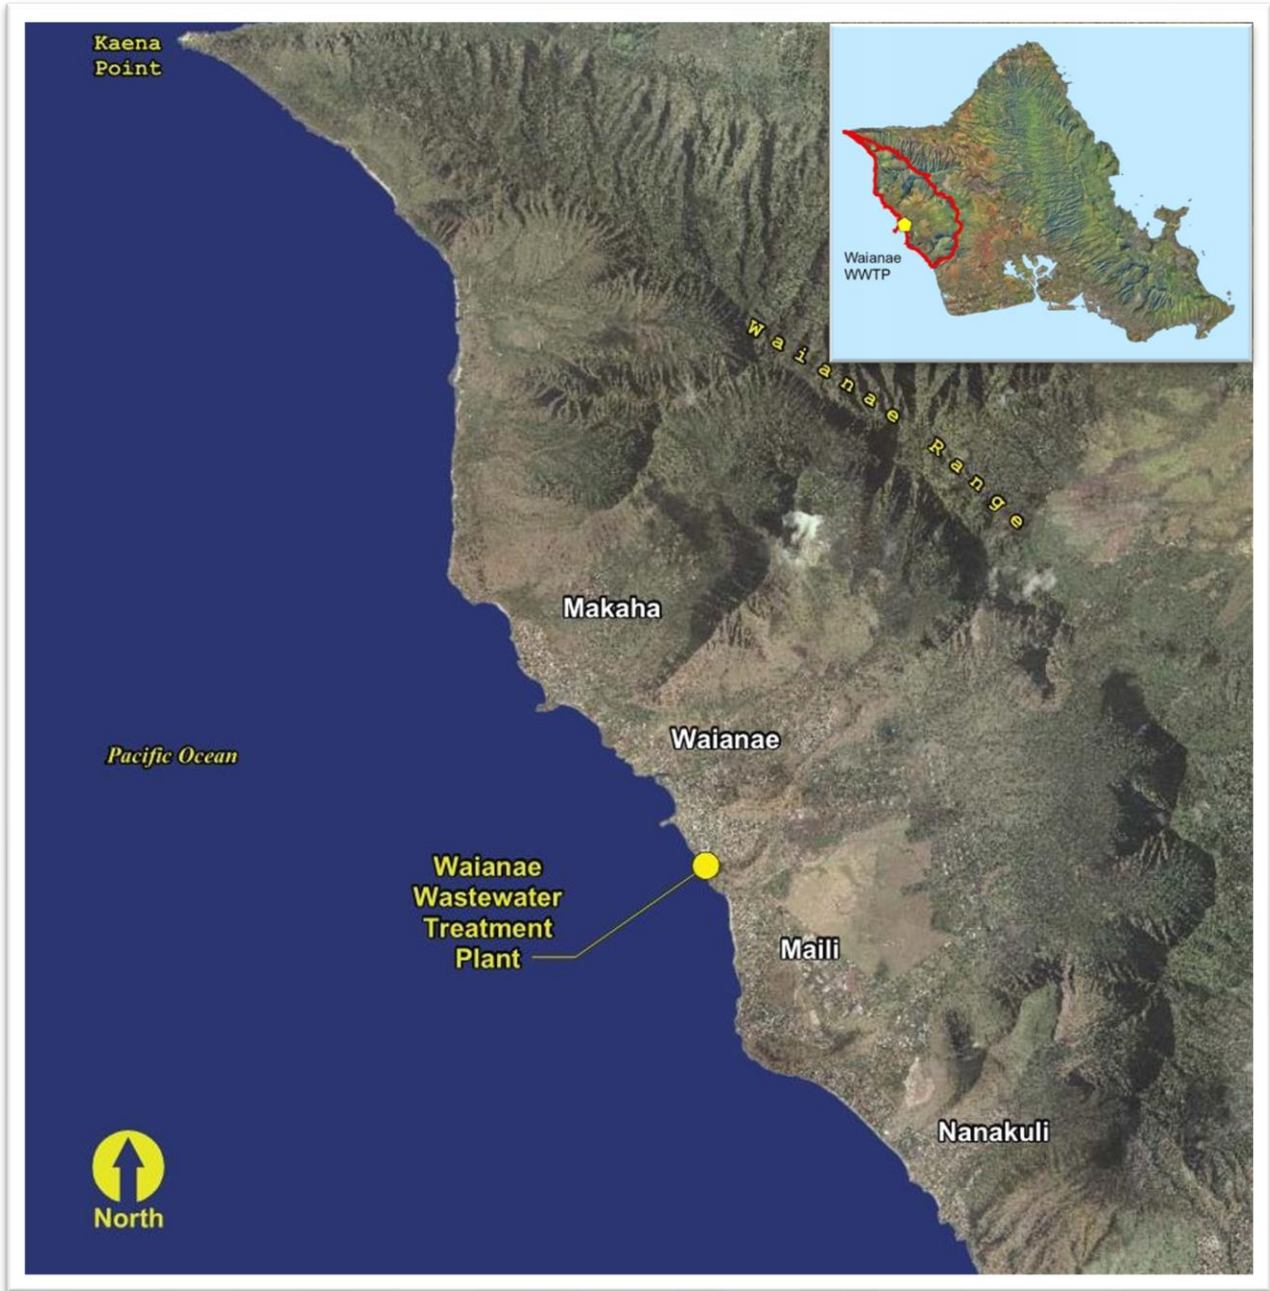 Kaena
Point
Waianae
WWTP
Waianae Range
Makaha
Waianae
Pacific Ocean
Waianae
Wastewater
Treatment
Plant
Maili
Nanakuli
North